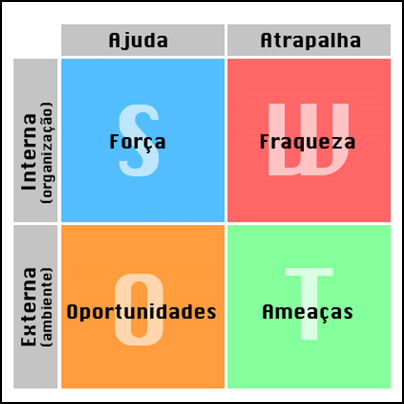 Ajuda
Atrapalha
Interna
(organização)
S
Força
W
Fraqueza
Externa
(ambiente)
O
Oportunidades
T
Ameaças